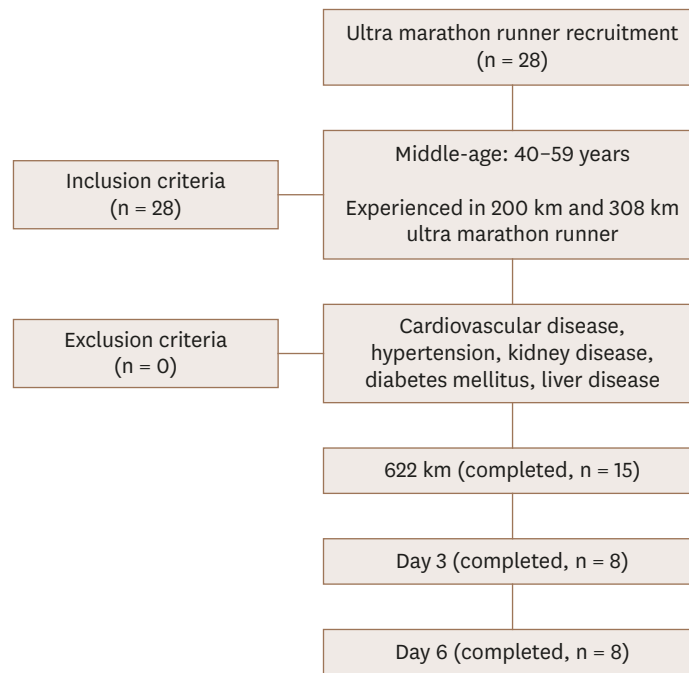 Ultra marathon runner recruitment
(n = 28)
Inclusion criteria
(n = 28)
Middle-age: 40–59 years
Experienced in 200 km and 308 km
ultra marathon runner
Exclusion criteria
(n = 0)
Cardiovascular disease,
hypertension, kidney disease,
diabetes mellitus, liver disease
622 km (completed, n = 15)
Day 3 (completed, n = 8)
Day 6 (completed, n = 8)